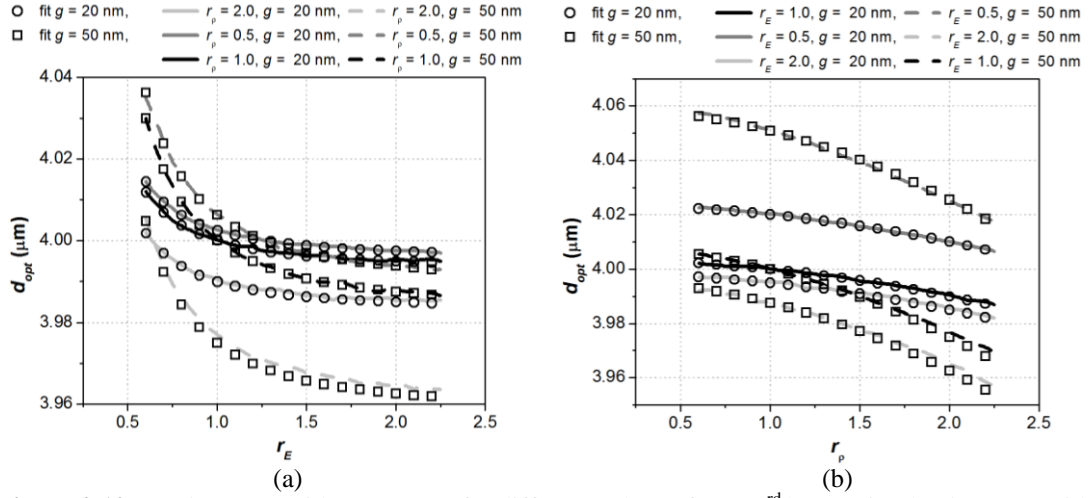 (a)
fit g = 20 nm, r_ρ = 2.0, g = 20 nm, r_ρ = 2.0, g = 50 nm
fit g = 50 nm, r_ρ = 0.5, g = 20 nm, r_ρ = 0.5, g = 50 nm
r_ρ = 1.0, g = 20 nm, r_ρ = 1.0, g = 50 nm
4.04
4.02
4.00
3.98
3.96
d_opt (μm)
0.5 1.0 1.5 2.0 2.5
r_E
(a)
(b)
fit g = 20 nm, r_E = 1.0, g = 20 nm, r_E = 0.5, g = 50 nm
fit g = 50 nm, r_E = 0.5, g = 20 nm, r_E = 2.0, g = 50 nm
r_E = 2.0, g = 20 nm, r_E = 1.0, g = 50 nm
4.06
4.04
4.02
4.00
3.98
3.96
d_opt (μm)
0.5 1.0 1.5 2.0 2.5
r_ρ
(b)